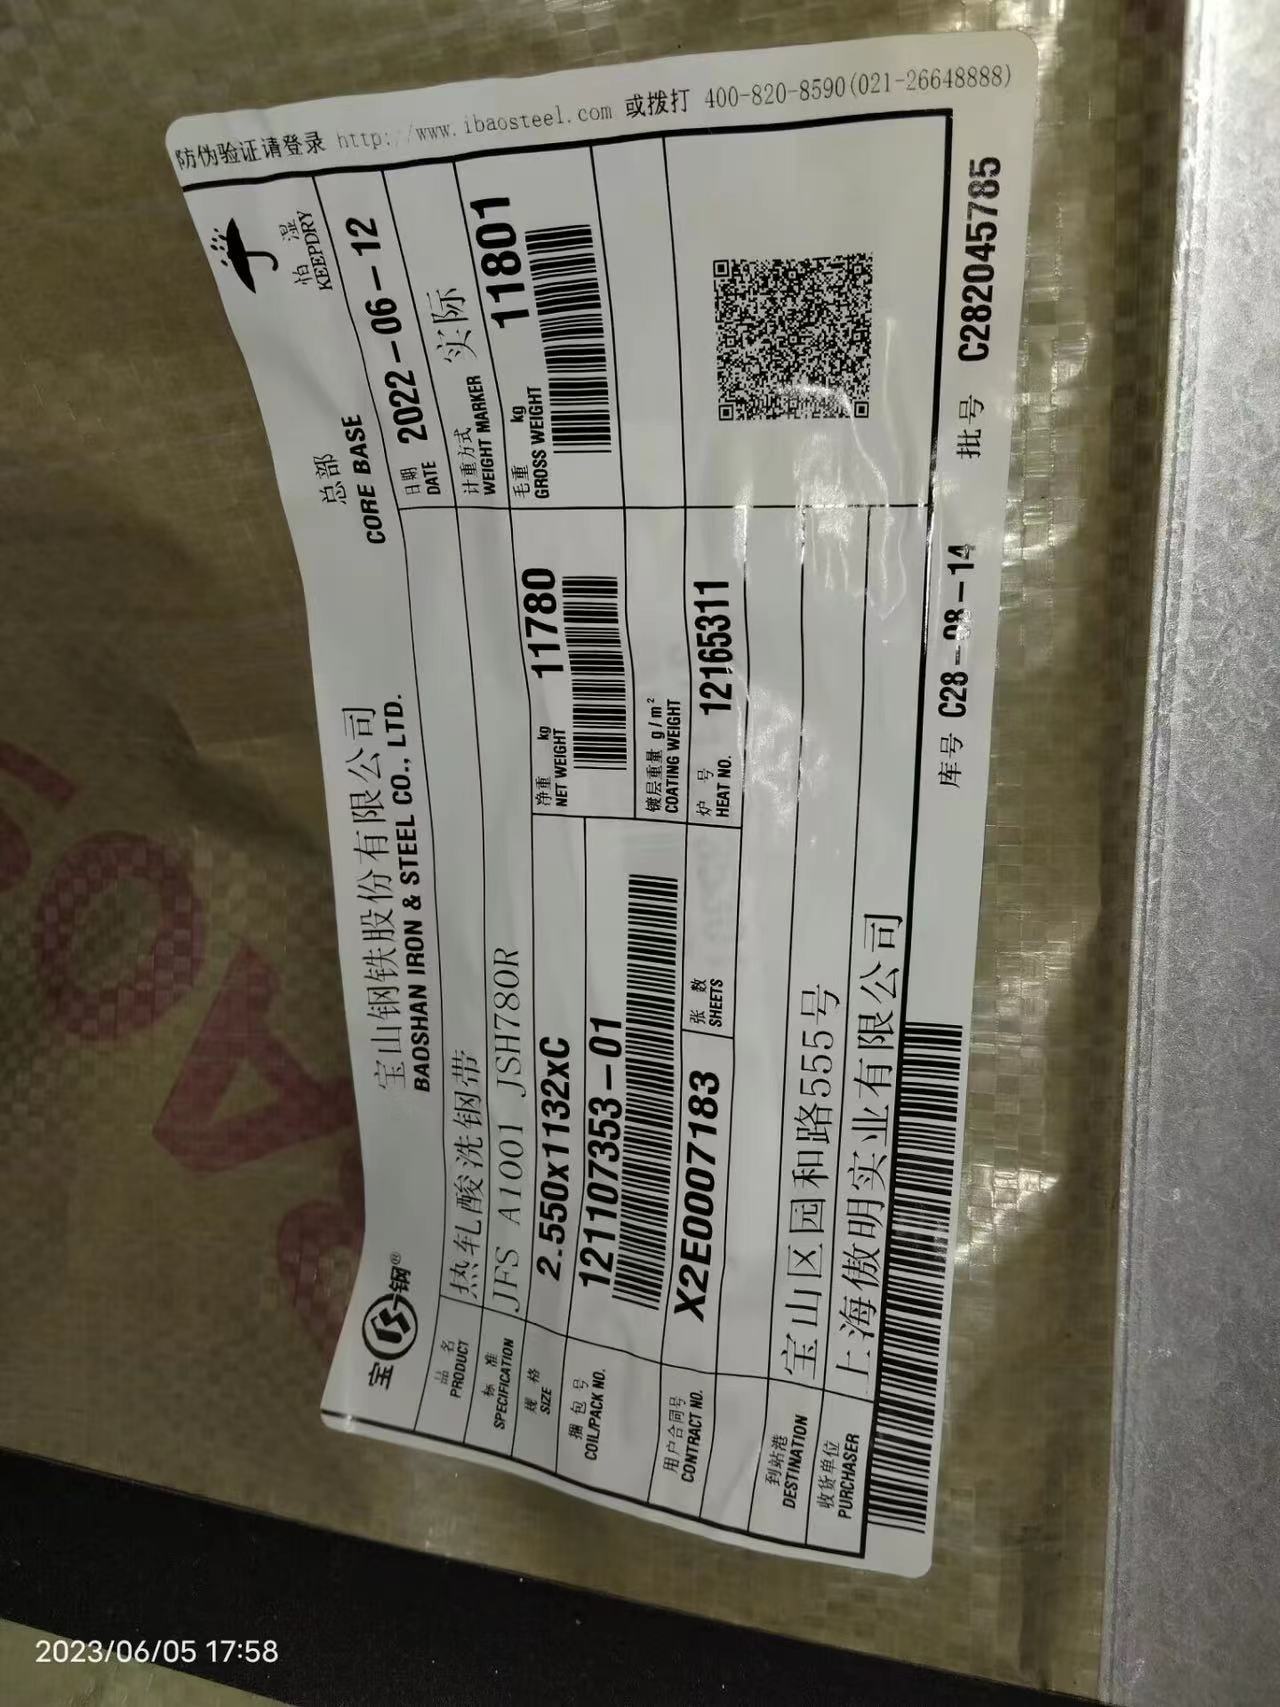 防伪验证请登录 http://www.ibaosteel.com 或拨打 400-820-8590(021-26648888)
宝钢®
宝山钢铁股份有限公司
BAOSHAN IRON & STEEL CO., LTD.
总部
CORE BASE
怕湿
KEEPDRY
品名
PRODUCT
热轧酸洗钢带
日期
DATE
2022-06-12
标准
SPECIFICATION
JFS A1001 JSH780R
计重方式
WEIGHT MARKER
实际
规格
SIZE
2.550x1132xC
净重 kg
NET WEIGHT
11780
毛重 kg
GROSS WEIGHT
11801
捆包号
COIL/PACK NO.
12110735​3-01
镀层重量 g/m²
COATING WEIGHT
用户合同号
CONTRACT NO.
X2E0007183
张数
SHEETS
炉号
HEAT NO.
12165311
到站港
DESTINATION
宝山区园和路555号
收货单位
PURCHASER
上海傲明实业有限公司
库号 C28-08-14
批号 C282045785
2023/06/05 17:58